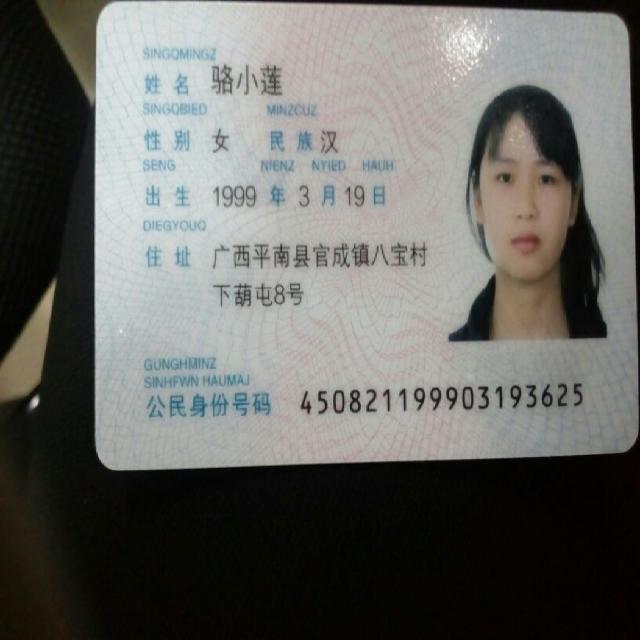 SINGQMINGZ
姓名 骆小莲
SINGQBIED MINZCUZ
性别 女 民族 汉
SENG NIENZ NYIED HAUH
出生 1999 年 3 月 19 日
DIEGYOUQ
住址 广西平南县官成镇八宝村
下葫屯8号
GUNGHMINZ
SINHFWN HAUMAJ
公民身份号码 450821199903193625